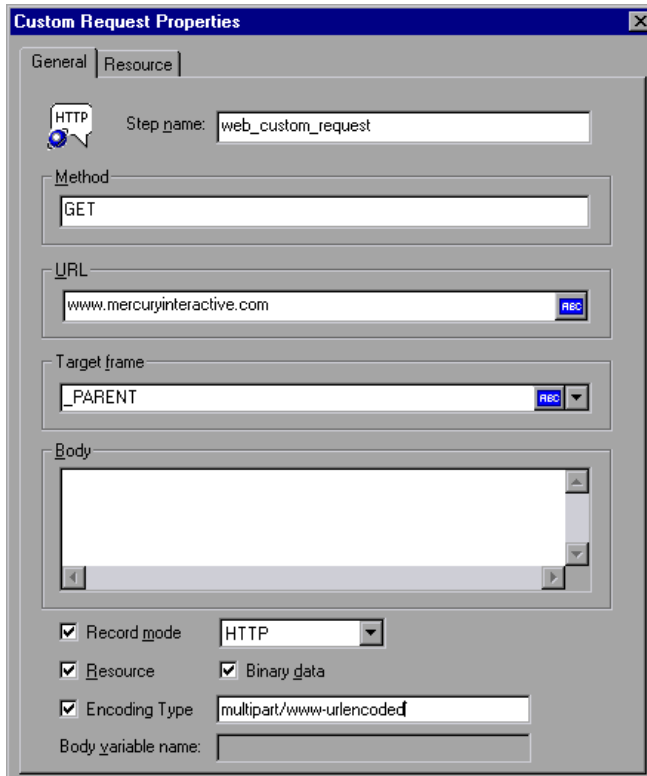 Custom Request Properties
General Resource
HTTP
Step name: web_custom_request
Method
GET
URL
www.mercuryinteractive.com ABC
Target frame
_PARENT ABC
Body
Record mode HTTP
Resource Binary data
Encoding Type multipart/www-urlencoded
Body variable name: